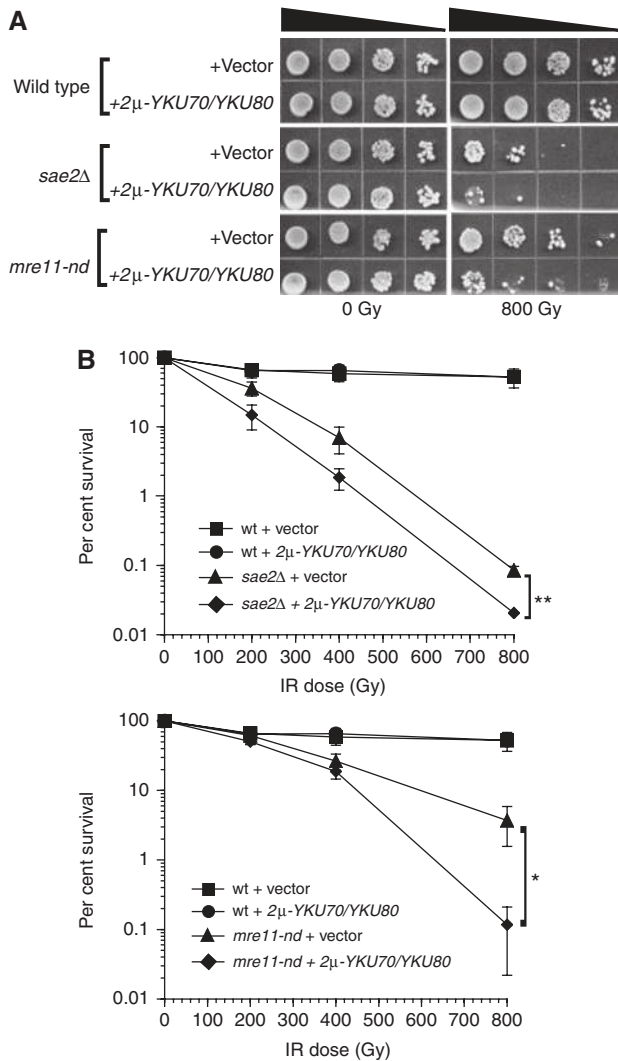 A
Wild type
+Vector
+2μ-YKU70/YKU80
sae2Δ
+Vector
+2μ-YKU70/YKU80
mre11-nd
+Vector
+2μ-YKU70/YKU80
0 Gy 800 Gy
B
Per cent survival
100
10
1
0.1
0.01
wt + vector
wt + 2μ-YKU70/YKU80
sae2Δ + vector
sae2Δ + 2μ-YKU70/YKU80
**
0 100 200 300 400 500 600 700 800
IR dose (Gy)
Per cent survival
100
10
1
0.1
0.01
wt + vector
wt + 2μ-YKU70/YKU80
mre11-nd + vector
mre11-nd + 2μ-YKU70/YKU80
*
0 100 200 300 400 500 600 700 800
IR dose (Gy)